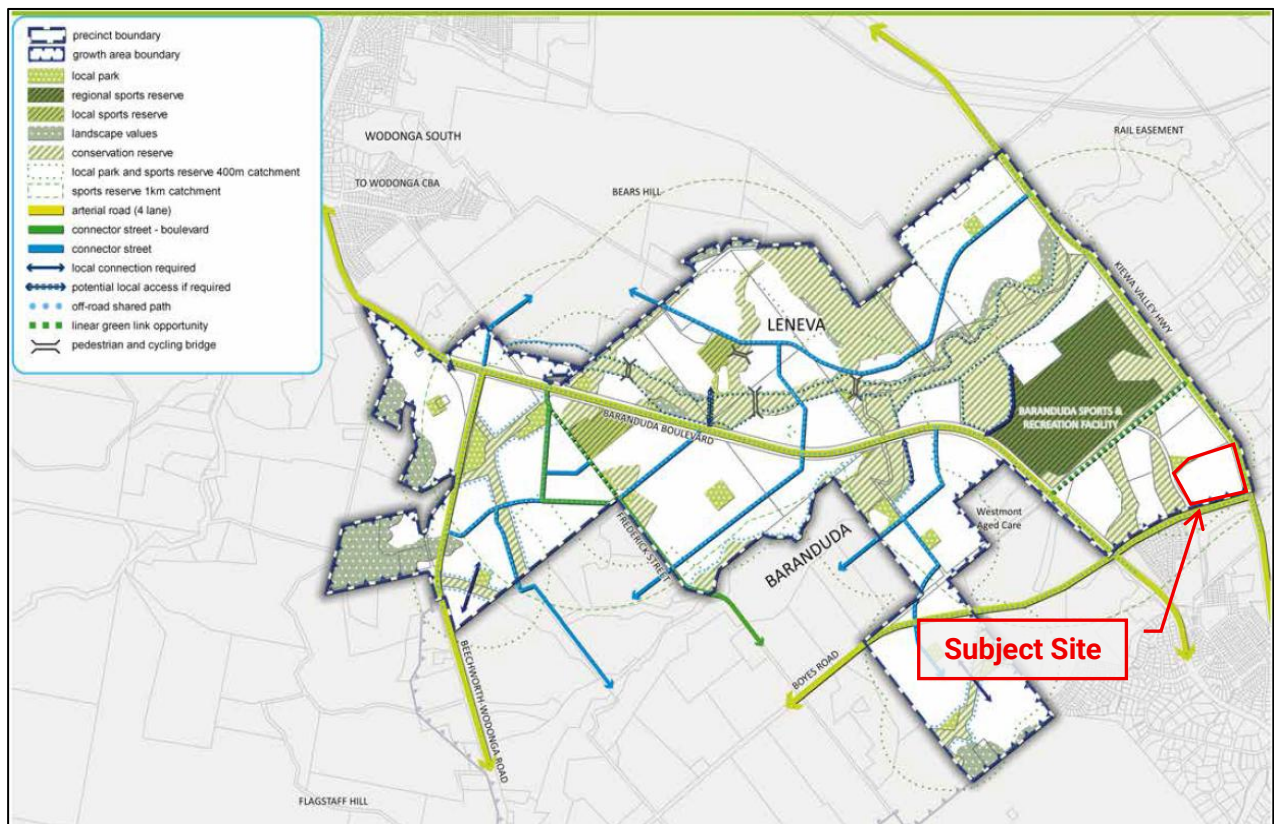 precinct boundary
growth area boundary
local park
regional sports reserve
local sports reserve
landscape values
conservation reserve
local park and sports reserve 400m catchment
sports reserve 1km catchment
arterial road (4 lane)
connector street - boulevard
connector street
local connection required
potential local access if required
off-road shared path
linear green link opportunity
pedestrian and cycling bridge
WODONGA SOUTH
TO WODONGA CBA
BEARS HILL
RAIL EASEMENT
KIEWA VALLEY HWY
LENEVA
BARANDUDA BOULEVARD
BARANDUDA SPORTS &
RECREATION FACILITY
FREDERICK STREET
BARANDUDA
Westmont
Aged Care
Subject Site
BOYES ROAD
BEECHWORTH-WODONGA ROAD
FLAGSTAFF HILL